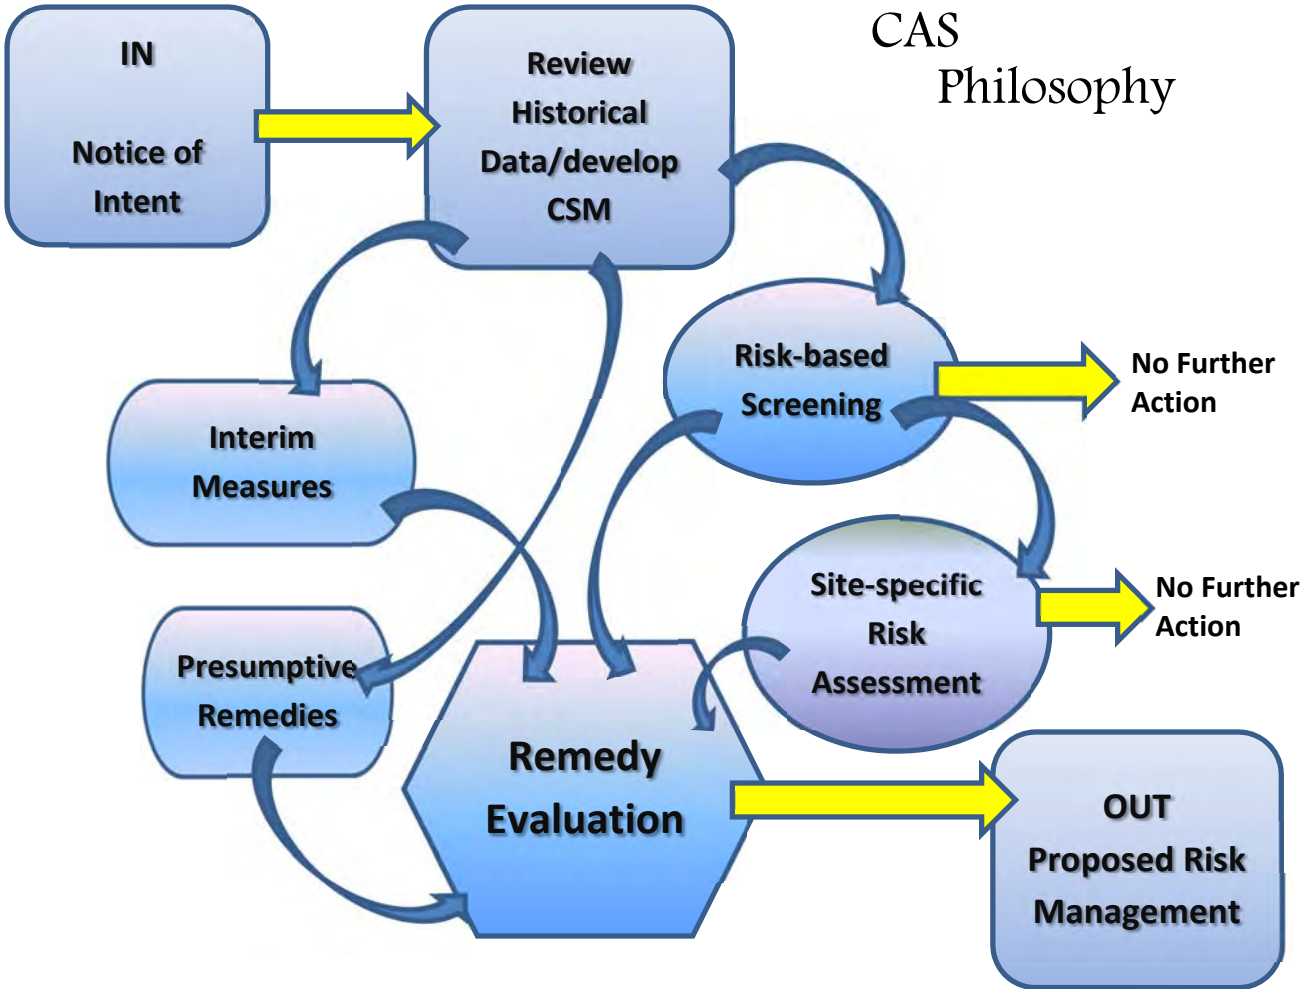 CAS
Philosophy
IN
Notice of
Intent
Review
Historical
Data/develop
CSM
Risk-based
Screening
No Further
Action
Interim
Measures
Site-specific
Risk
Assessment
No Further
Action
Presumptive
Remedies
Remedy
Evaluation
OUT
Proposed Risk
Management